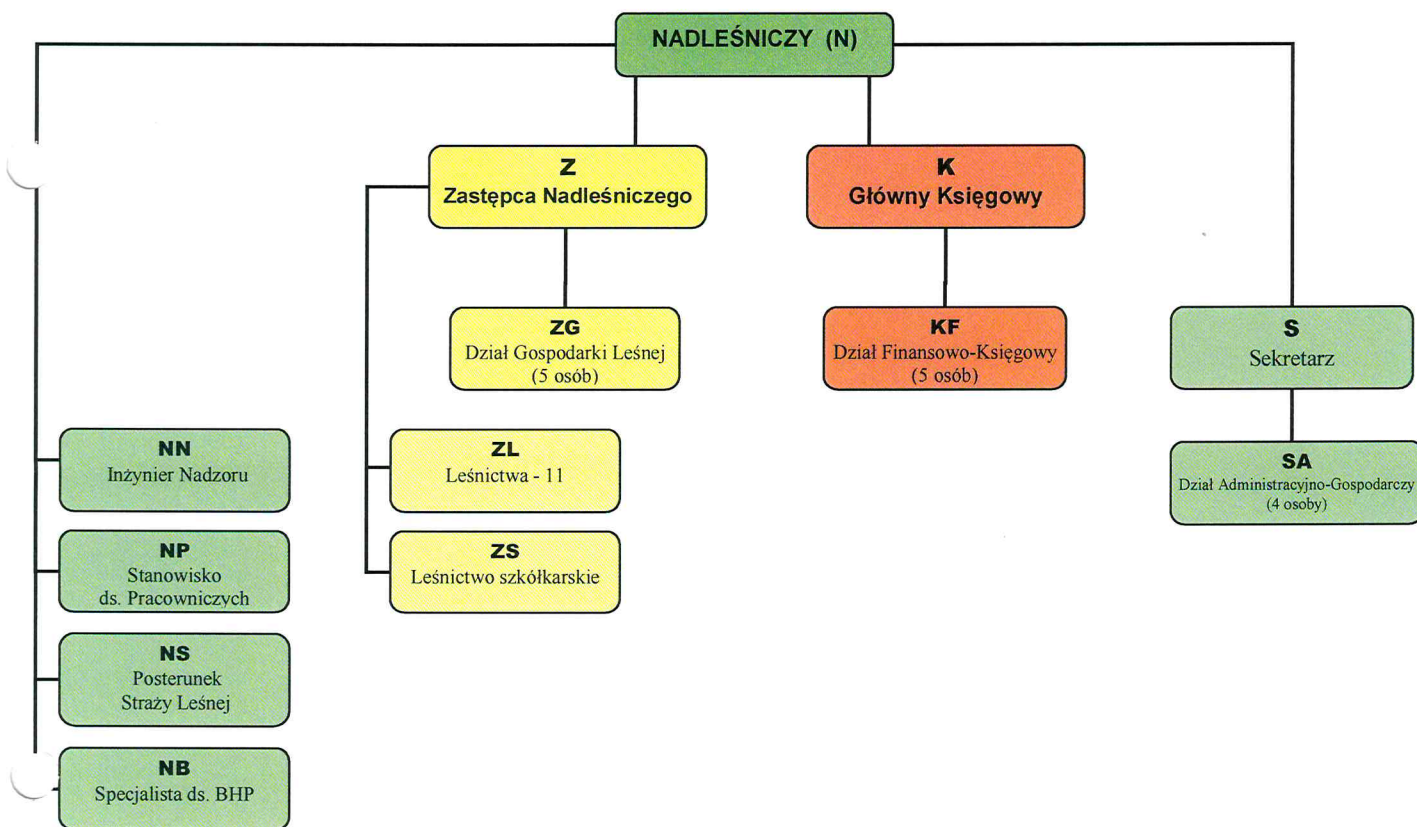 NADLEŚNICZY (N)
Z
Zastępca Nadleśniczego
K
Główny Księgowy
ZG
Dział Gospodarki Leśnej
(5 osób)
KF
Dział Finansowo-Księgowy
(5 osób)
S
Sekretarz
NN
Inżynier Nadzoru
ZL
Leśnictwa - 11
SA
Dział Administracyjno-Gospodarczy
(4 osoby)
NP
Stanowisko
ds. Pracowniczych
ZS
Leśnictwo szkółkarskie
NS
Posterunek
Straży Leśnej
NB
Specjalista ds. BHP